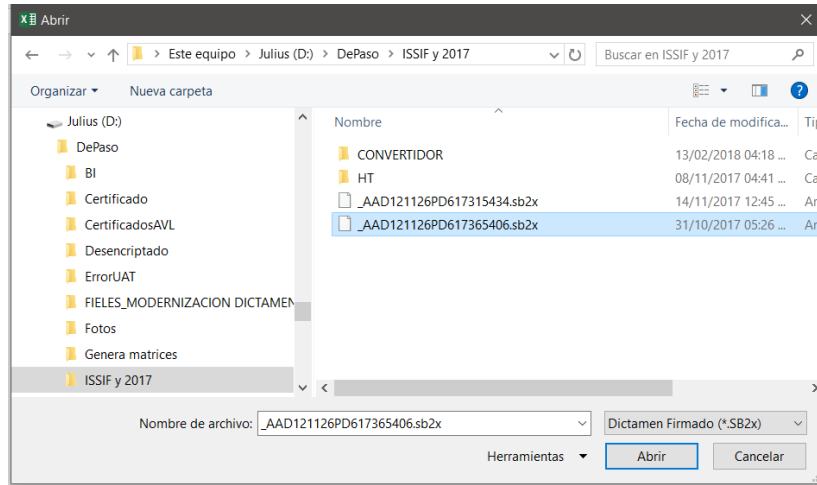 Abrir
Este equipo > Julius (D:) > DePaso > ISSIF y 2017
Buscar en ISSIF y 2017
Organizar
Nueva carpeta
Julius (D:)
DePaso
BI
Certificado
CertificadosAVL
Desencriptado
ErrorUAT
FIELES_MODERNIZACION DICTAMEN
Fotos
Genera matrices
ISSIF y 2017
Nombre Fecha de modifica...
CONVERTIDOR 13/02/2018 04:18 ...
HT 08/11/2017 04:41 ...
_AAD121126PD617315434.sb2x 14/11/2017 12:45 ...
_AAD121126PD617365406.sb2x 31/10/2017 05:26 ...
Nombre de archivo: _AAD121126PD617365406.sb2x Dictamen Firmado (*.SB2x)
Herramientas Abrir Cancelar